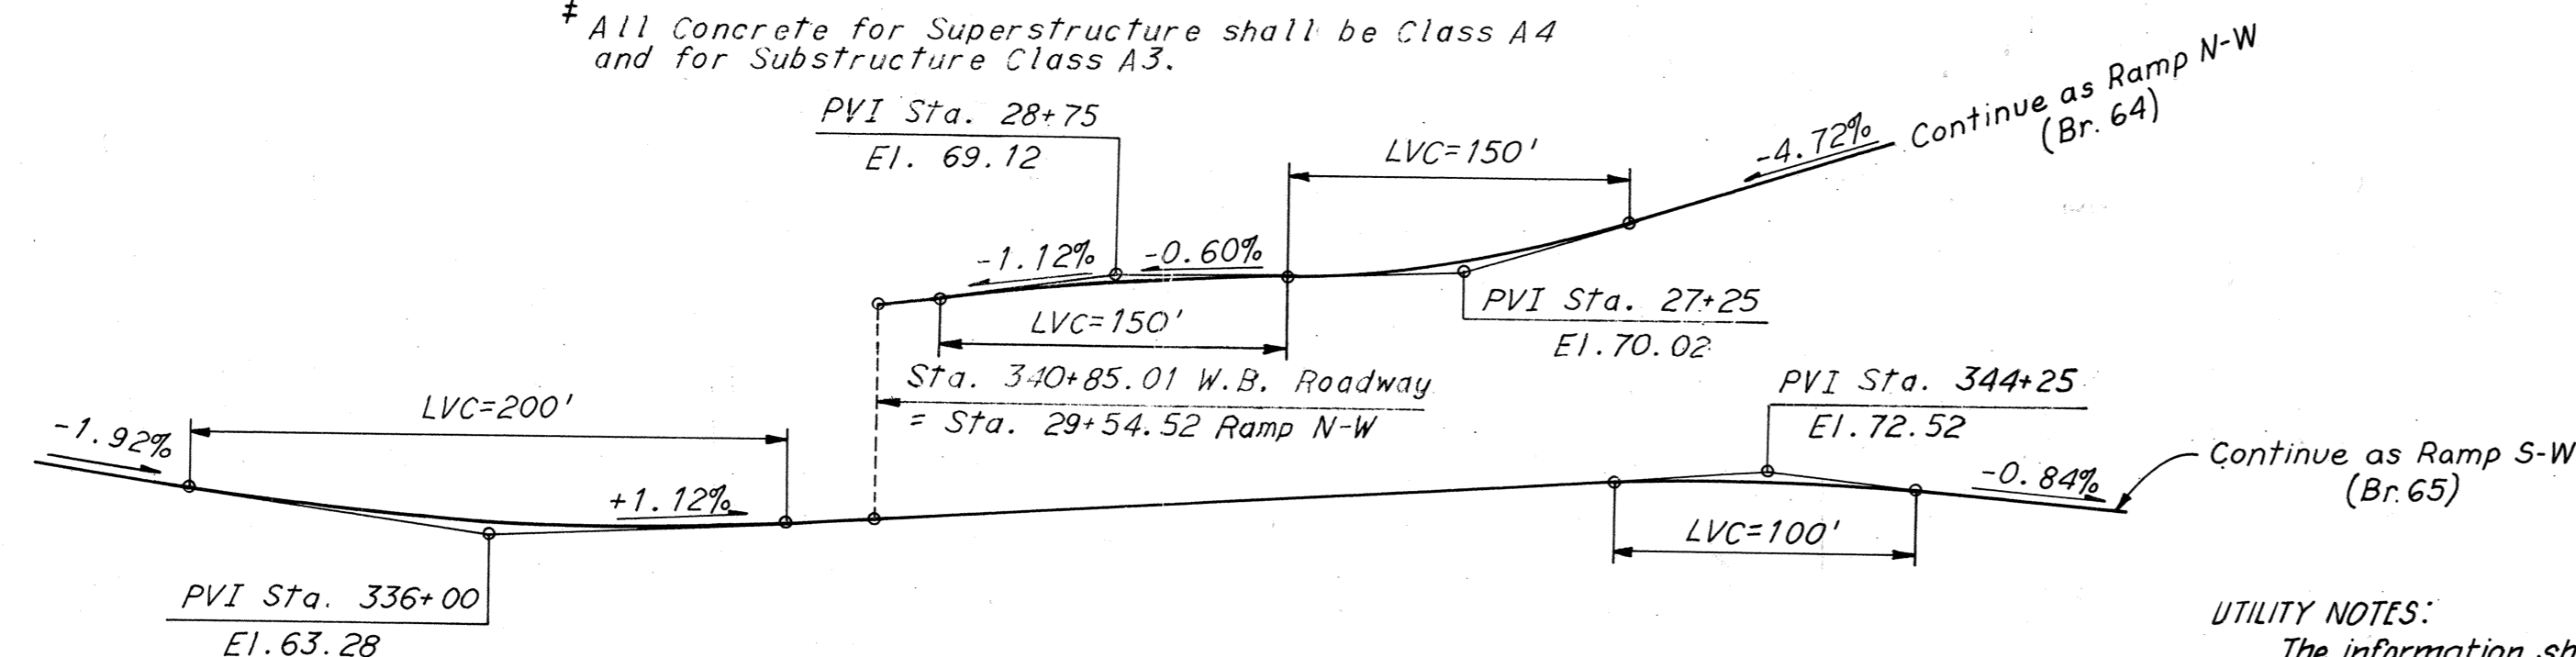 ‡ All Concrete for Superstructure shall be Class A4
and for Substructure Class A3.
PVI Sta. 28+75
El. 69.12
LVC=150'
-4.72%
Continue as Ramp N-W
(Br. 64)
-1.12%
-0.60%
LVC=150'
PVI Sta. 27+25
El. 70.02
Sta. 340+85.01 W.B. Roadway
= Sta. 29+54.52 Ramp N-W
PVI Sta. 344+25
El. 72.52
-1.92%
LVC=200'
+1.12%
-0.84%
Continue as Ramp S-W
(Br. 65)
LVC=100'
PVI Sta. 336+00
El. 63.28
UTILITY NOTES:
The information